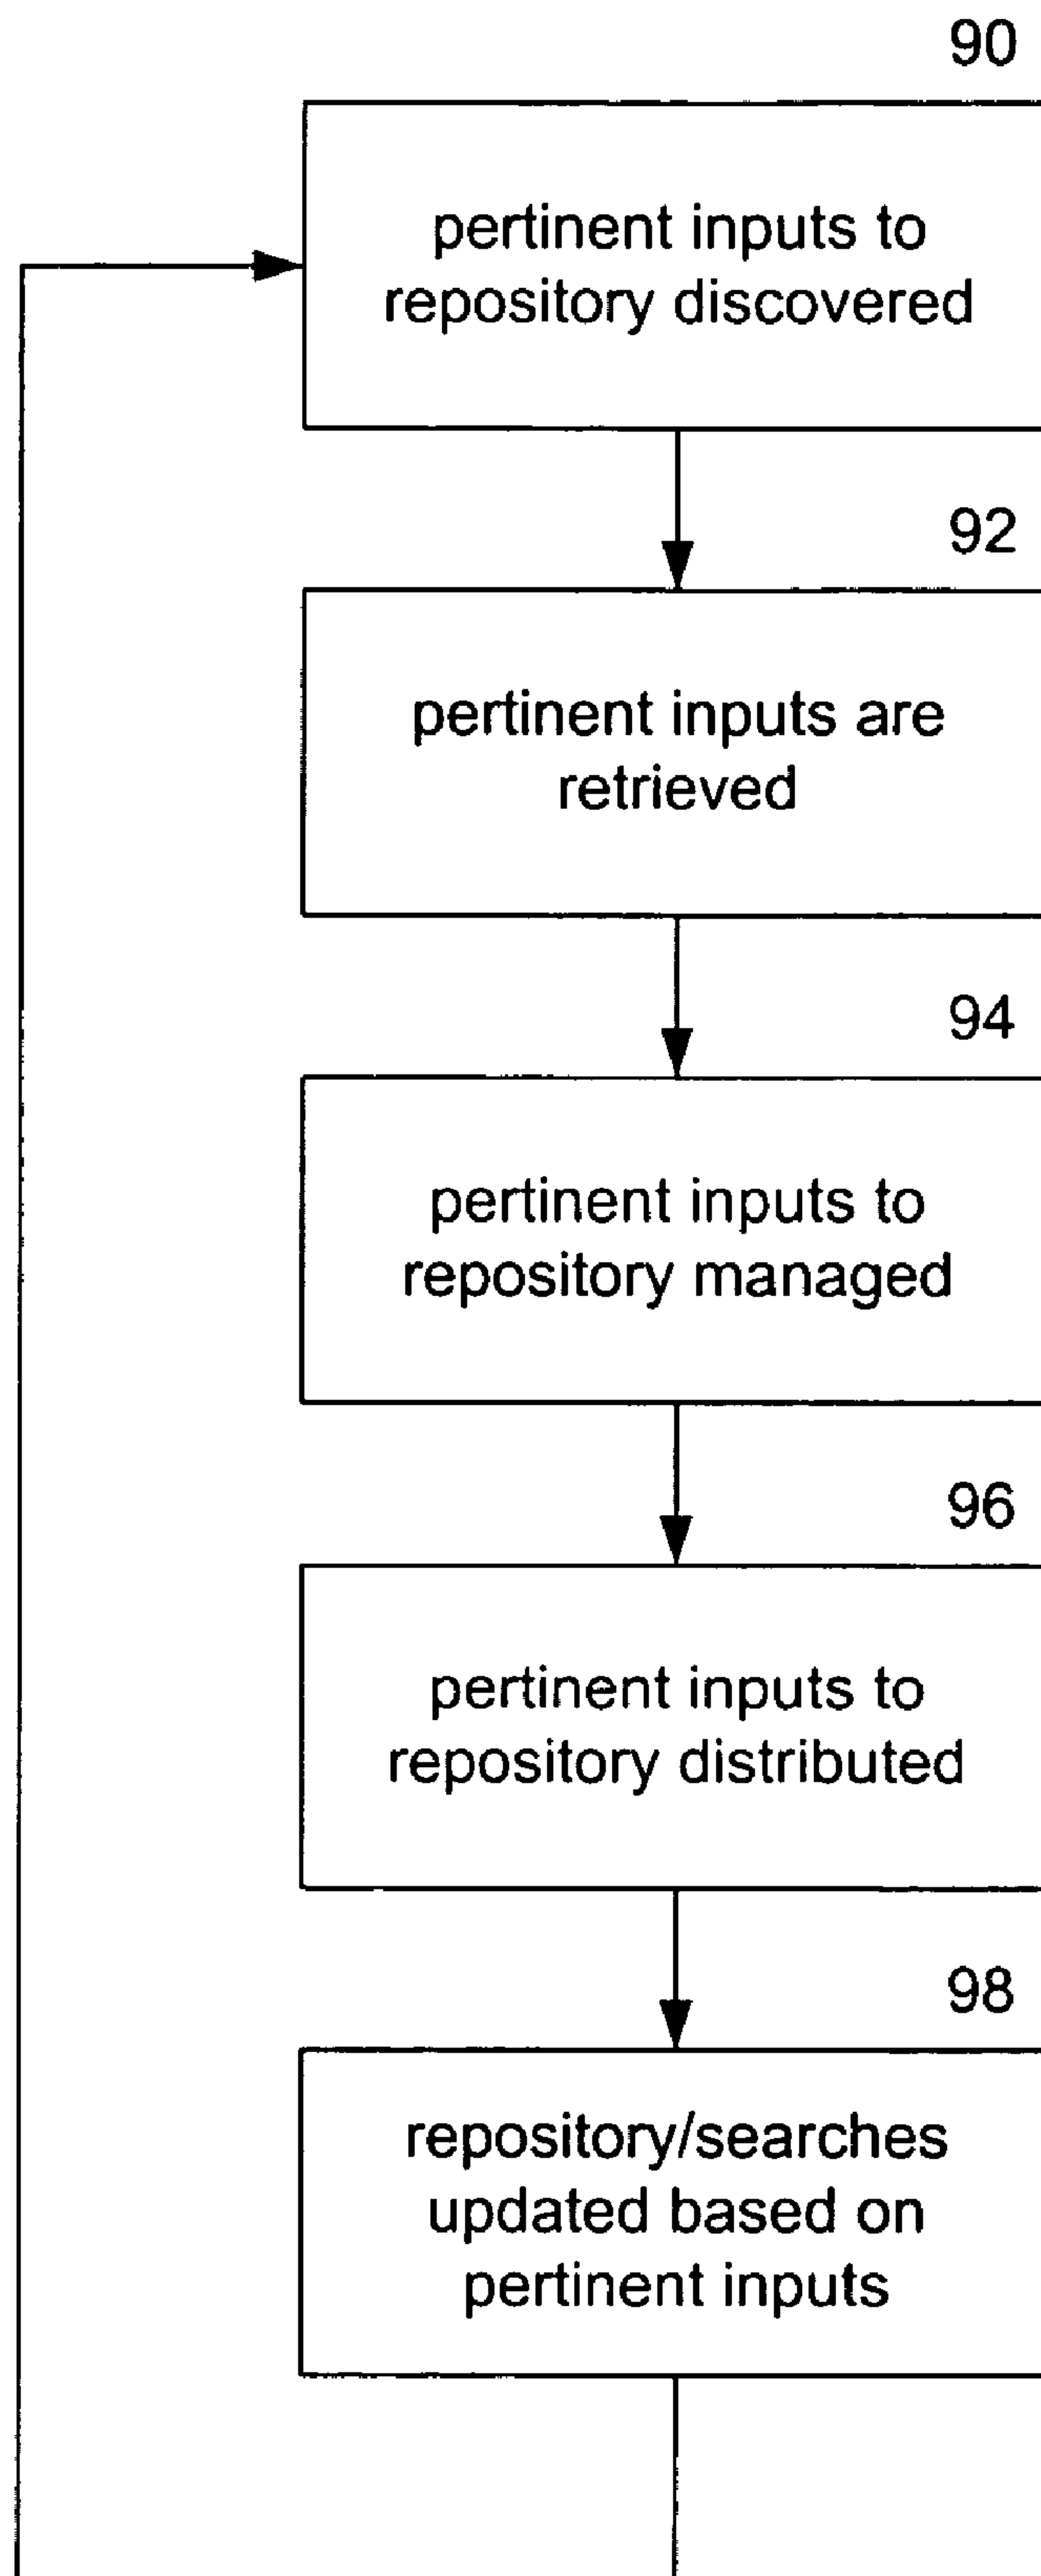 90
pertinent inputs to
repository discovered
92
pertinent inputs are
retrieved
94
pertinent inputs to
repository managed
96
pertinent inputs to
repository distributed
98
repository/searches
updated based on
pertinent inputs